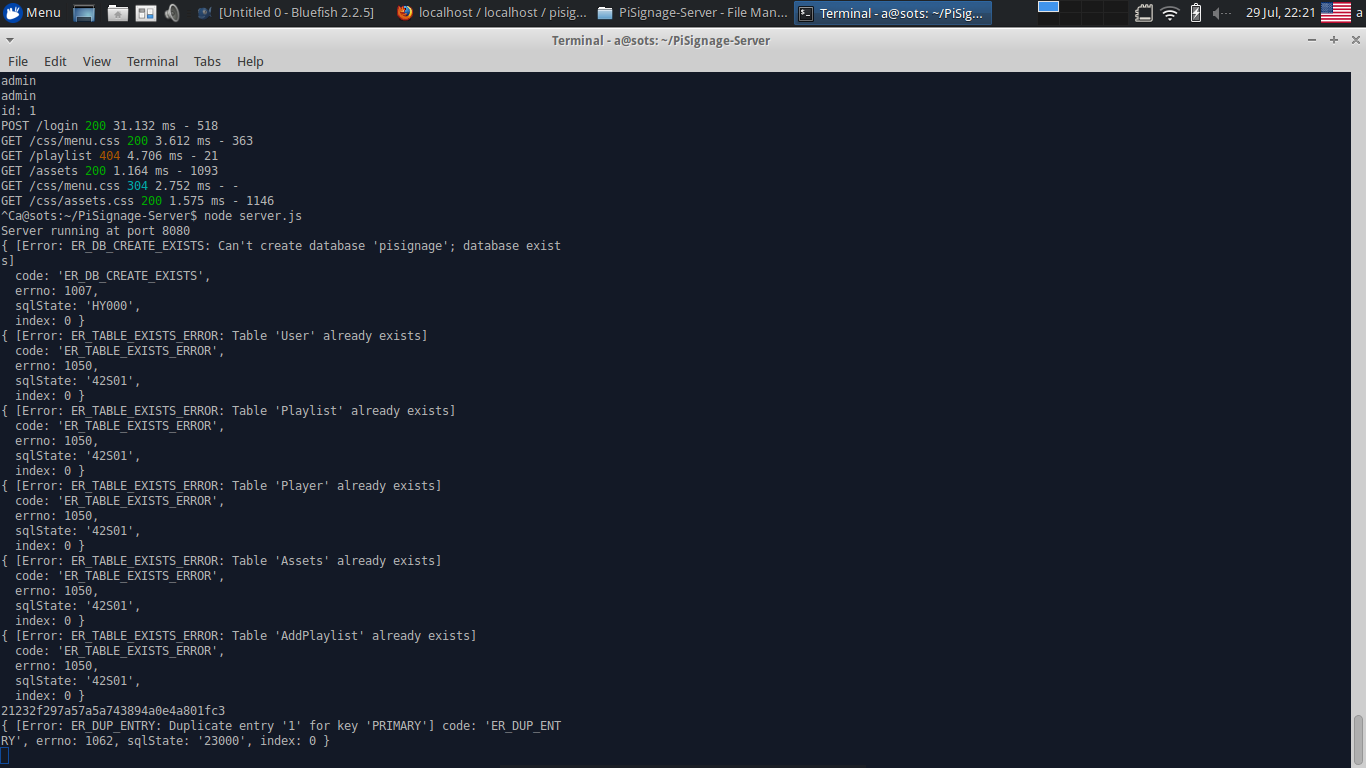 Menu [Untitled 0 - Bluefish 2.2.5] localhost / localhost / pisig... PiSignage-Server - File Man... Terminal - a@sots: ~/PiSig... 29 Jul, 22:21 a
Terminal - a@sots: ~/PiSignage-Server
File Edit View Terminal Tabs Help
admin
admin
id: 1
POST /login 200 31.132 ms - 518
GET /css/menu.css 200 3.612 ms - 363
GET /playlist 404 4.706 ms - 21
GET /assets 200 1.164 ms - 1093
GET /css/menu.css 304 2.752 ms - -
GET /css/assets.css 200 1.575 ms - 1146
^Ca@sots:~/PiSignage-Server$ node server.js
Server running at port 8080
{ [Error: ER_DB_CREATE_EXISTS: Can't create database 'pisignage'; database exist
s]
  code: 'ER_DB_CREATE_EXISTS',
  errno: 1007,
  sqlState: 'HY000',
  index: 0 }
{ [Error: ER_TABLE_EXISTS_ERROR: Table 'User' already exists]
  code: 'ER_TABLE_EXISTS_ERROR',
  errno: 1050,
  sqlState: '42S01',
  index: 0 }
{ [Error: ER_TABLE_EXISTS_ERROR: Table 'Playlist' already exists]
  code: 'ER_TABLE_EXISTS_ERROR',
  errno: 1050,
  sqlState: '42S01',
  index: 0 }
{ [Error: ER_TABLE_EXISTS_ERROR: Table 'Player' already exists]
  code: 'ER_TABLE_EXISTS_ERROR',
  errno: 1050,
  sqlState: '42S01',
  index: 0 }
{ [Error: ER_TABLE_EXISTS_ERROR: Table 'Assets' already exists]
  code: 'ER_TABLE_EXISTS_ERROR',
  errno: 1050,
  sqlState: '42S01',
  index: 0 }
{ [Error: ER_TABLE_EXISTS_ERROR: Table 'AddPlaylist' already exists]
  code: 'ER_TABLE_EXISTS_ERROR',
  errno: 1050,
  sqlState: '42S01',
  index: 0 }
21232f297a57a5a743894a0e4a801fc3
{ [Error: ER_DUP_ENTRY: Duplicate entry '1' for key 'PRIMARY'] code: 'ER_DUP_ENT
RY', errno: 1062, sqlState: '23000', index: 0 }